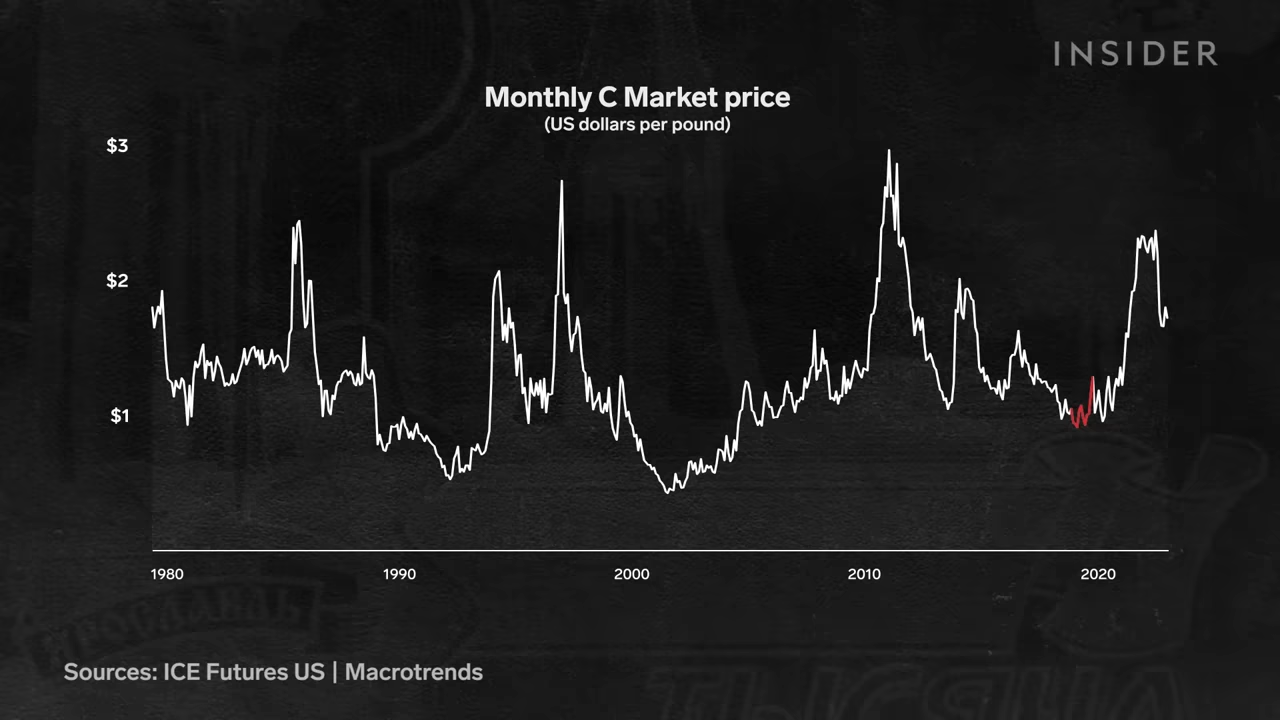 INSIDER
Monthly C Market price
(US dollars per pound)
$3
$2
$1
1980 1990 2000 2010 2020
Sources: ICE Futures US | Macrotrends